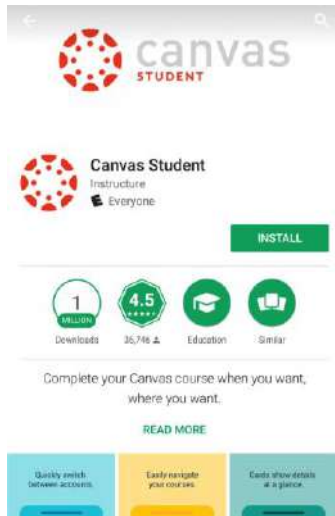 canvas
STUDENT
Canvas Student
Instructure
E Everyone
INSTALL
1
MILLION
4.5
Downloads
36,746
Education
Similar
Complete your Canvas course when you want,
where you want.
READ MORE
Quickly switch
between accounts.
Easily navigate
your courses.
Cards show details
at a glance.